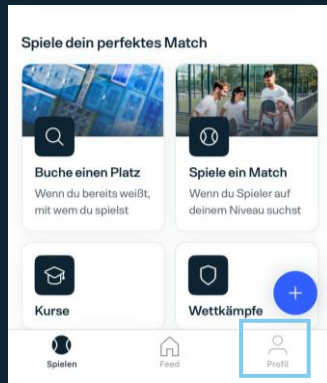 Spiele dein perfektes Match
Buche einen Platz
Wenn du bereits weißt,
mit wem du spielst
Spiele ein Match
Wenn du Spieler auf
deinem Niveau suchst
Kurse
Wettkämpfe
Spielen
Feed
Profil